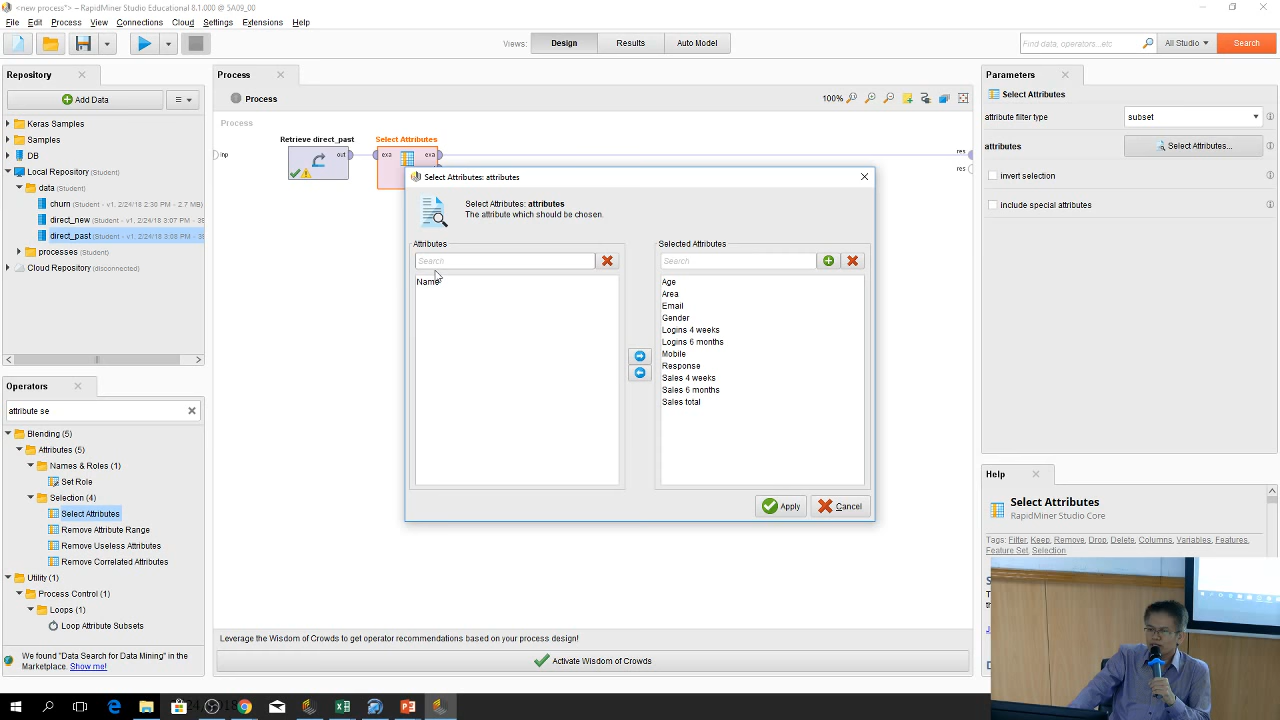 <new process*> – RapidMiner Studio Educational 8.1.000 @ SA09_00
File Edit Process View Connections Cloud Settings Extensions Help
Views: Design Results Auto Model
Find data, operators...etc All Studio Search
Repository
Add Data
Keras Samples
Samples
DB
Local Repository (Student)
data (Student)
churn (Student - v1, 2/24/18 2:30 PM - 2.7 MB)
direct_new (Student - v1, 2/24/18 3:07 PM - 38
direct_past (Student - v1, 2/24/18 3:08 PM - 38
processes (Student)
Cloud Repository (disconnected)
Operators
attribute se
Blending (5)
Attributes (5)
Names & Roles (1)
Set Role
Selection (4)
Select Attributes
Remove Attribute Range
Remove Useless Attributes
Remove Correlated Attributes
Utility (1)
Process Control (1)
Loops (1)
Loop Attribute Subsets
We found "Data Search for Data Mining" in the
Marketplace. Show me!
Process
Process
100%
Process
inp
Retrieve direct_past
out
Select Attributes
exa exa
res
res
Select Attributes: attributes
Select Attributes: attributes
The attribute which should be chosen.
Attributes
Search
Name
Selected Attributes
Search
Age
Area
Email
Gender
Logins 4 weeks
Logins 6 months
Mobile
Response
Sales 4 weeks
Sales 6 months
Sales total
Apply Cancel
Leverage the Wisdom of Crowds to get operator recommendations based on your process design!
Activate Wisdom of Crowds
Parameters
Select Attributes
attribute filter type subset
attributes Select Attributes...
invert selection
include special attributes
Help
Select Attributes
RapidMiner Studio Core
Tags: Filter, Keep, Remove, Drop, Delete, Columns, Variables, Features,
Feature Set, Selection